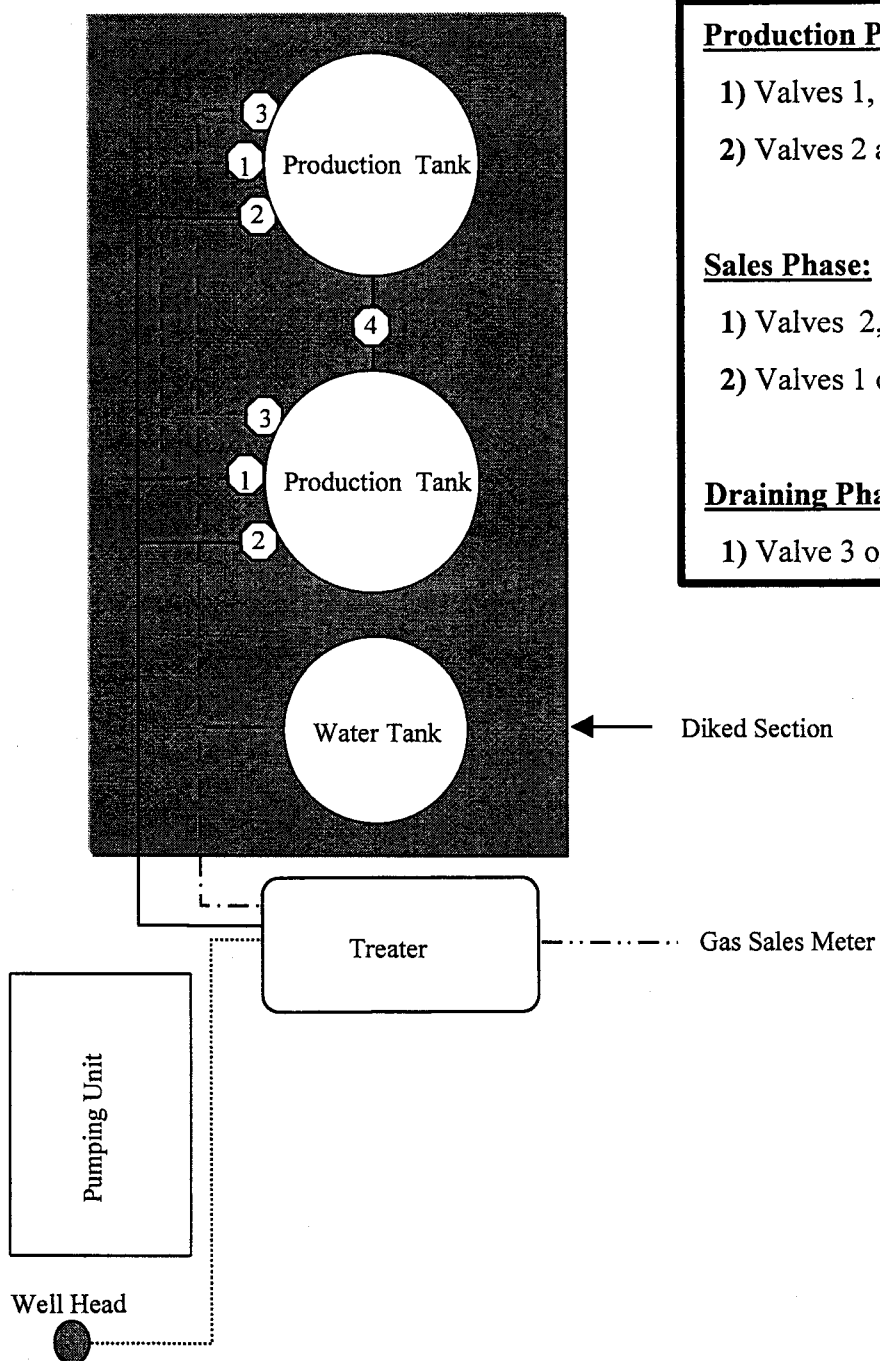 3
1
Production Tank
2
4
3
1
Production Tank
2
Water Tank
Diked Section
Treater
Gas Sales Meter
Pumping Unit
Well Head
Production
1) Valves 1,
2) Valves 2
Sales Phase:
1) Valves 2,
2) Valves 1
Draining
1) Valve 3